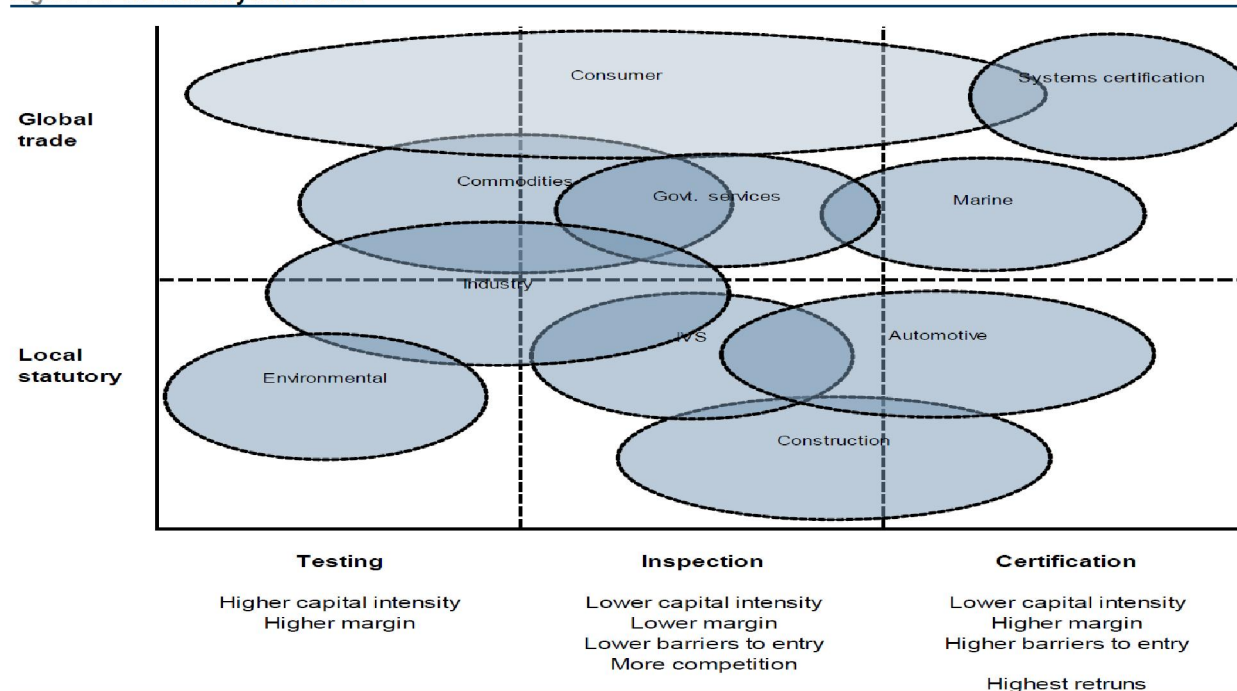 Consumer
Systems certification
Global
trade
Commodities
Govt. services
Marine
Industry
IVS
Automotive
Local
statutory
Environmental
Construction
Testing
Inspection
Certification
Higher capital intensity
Higher margin
Lower capital intensity
Lower margin
Lower barriers to entry
More competition
Lower capital intensity
Higher margin
Higher barriers to entry
Highest retruns